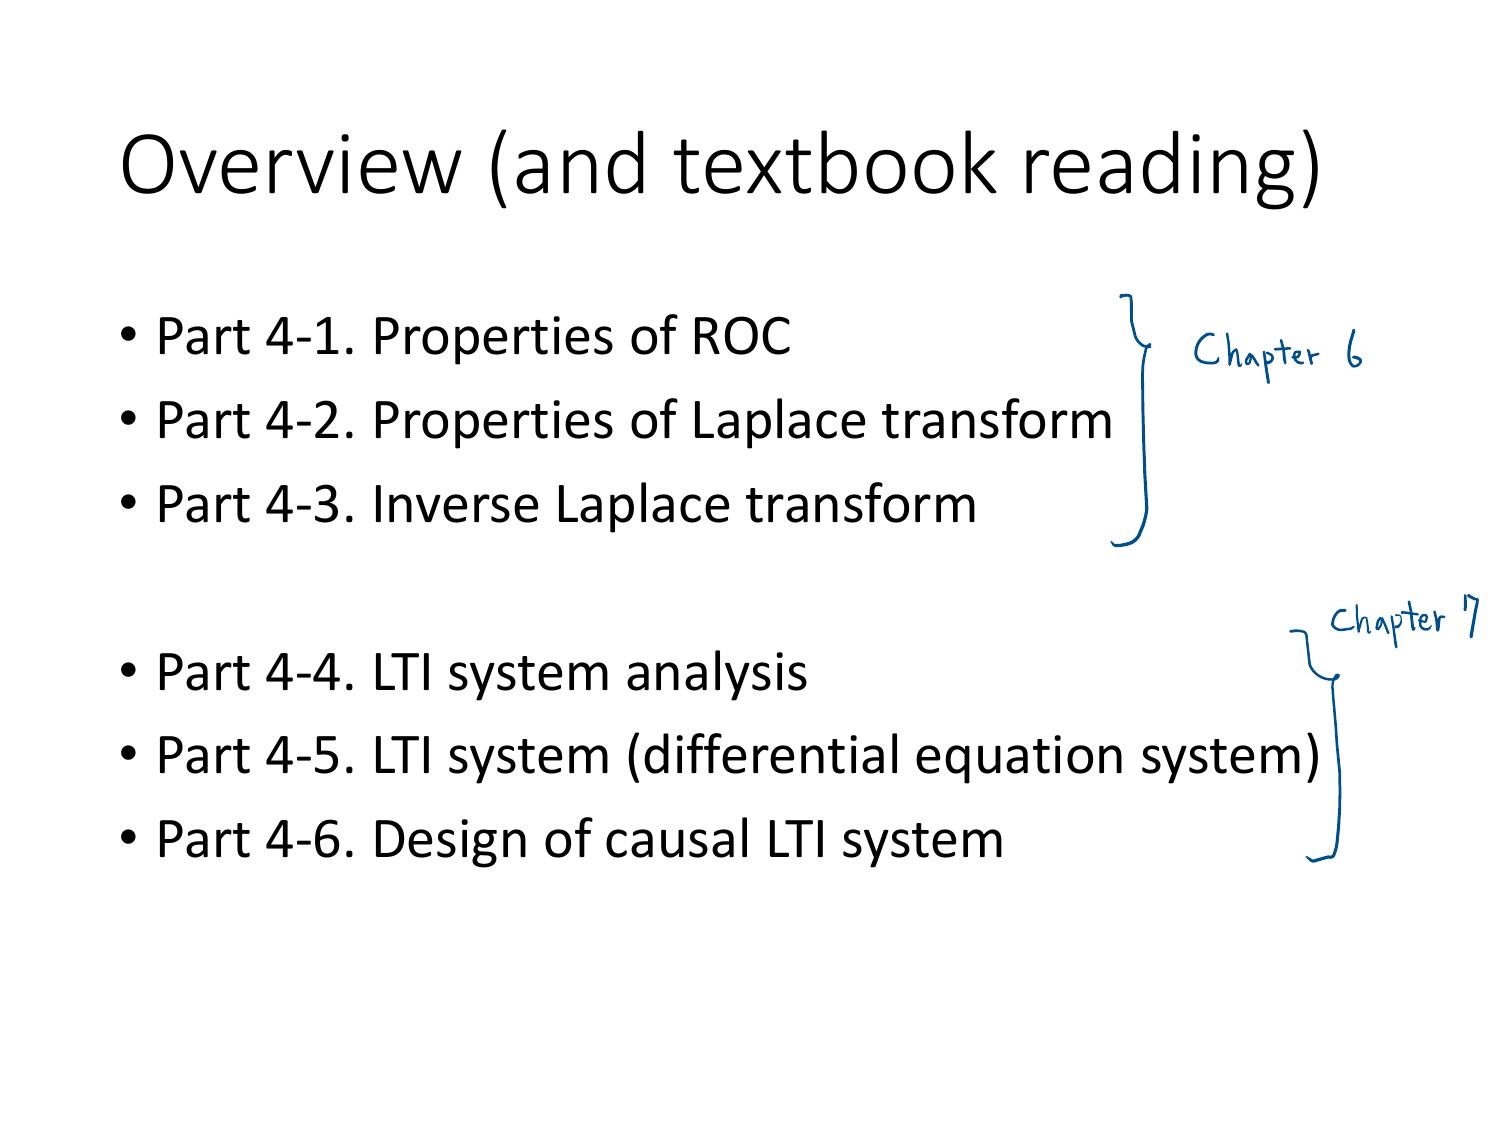 Overview (and textbook reading)
• Part 4-1. Properties of ROC
Chapter 6
• Part 4-2. Properties of Laplace transform
• Part 4-3. Inverse Laplace transform
Chapter 7
• Part 4-4. LTI system analysis
• Part 4-5. LTI system (differential equation system)
• Part 4-6. Design of causal LTI system